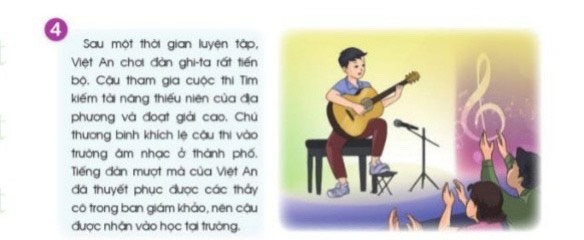 4
Sau một thời gian luyện tập,
Việt An chơi đàn ghi-ta rất tiến
bộ. Cậu tham gia cuộc thi Tìm
kiếm tài năng thiếu niên của địa
phương và đoạt giải cao. Chú
thương binh khích lệ cậu thi vào
trường âm nhạc ở thành phố.
Tiếng đàn mượt mà của Việt An
đã thuyết phục được các thầy
cô trong ban giám khảo, nên cậu
được nhận vào học tại trường.